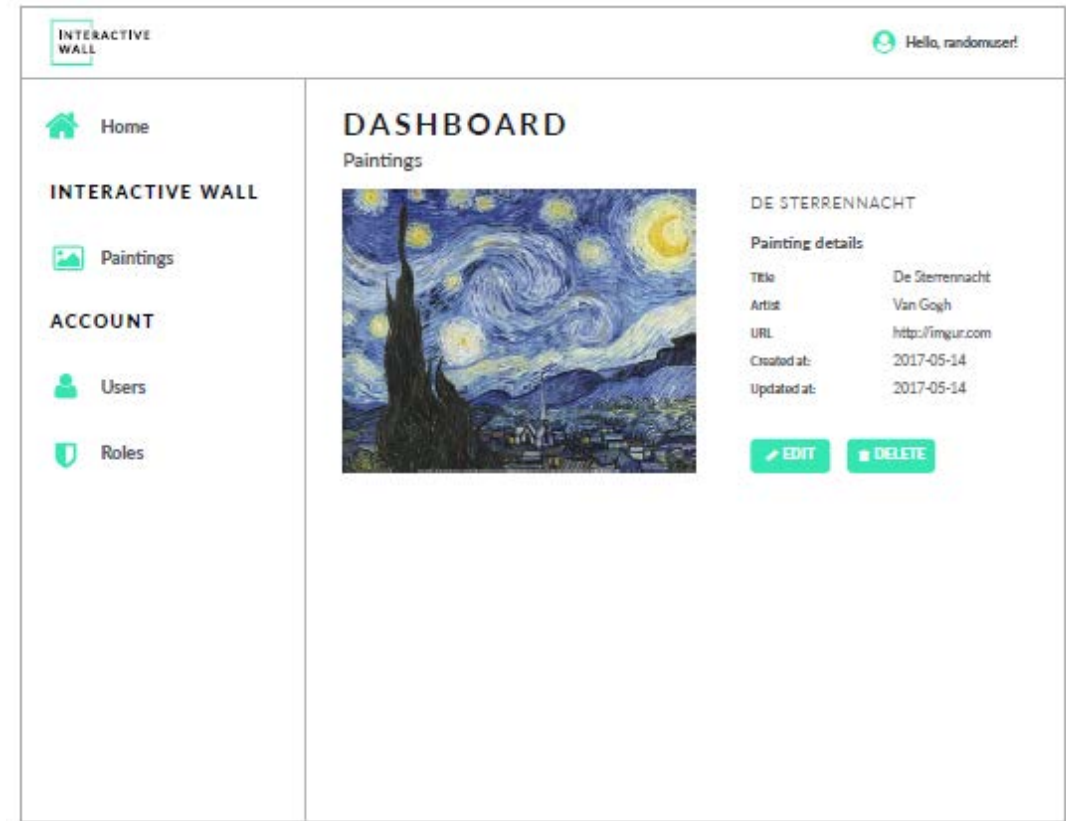 INTERACTIVE
WALL
Hello, randomuser!
Home
INTERACTIVE WALL
Paintings
ACCOUNT
Users
Roles
DASHBOARD
Paintings
DE STERRENNACHT
Painting details
Title De Sterrennacht
Artist Van Gogh
URL http://imgur.com
Created at: 2017-05-14
Updated at: 2017-05-14
EDIT DELETE